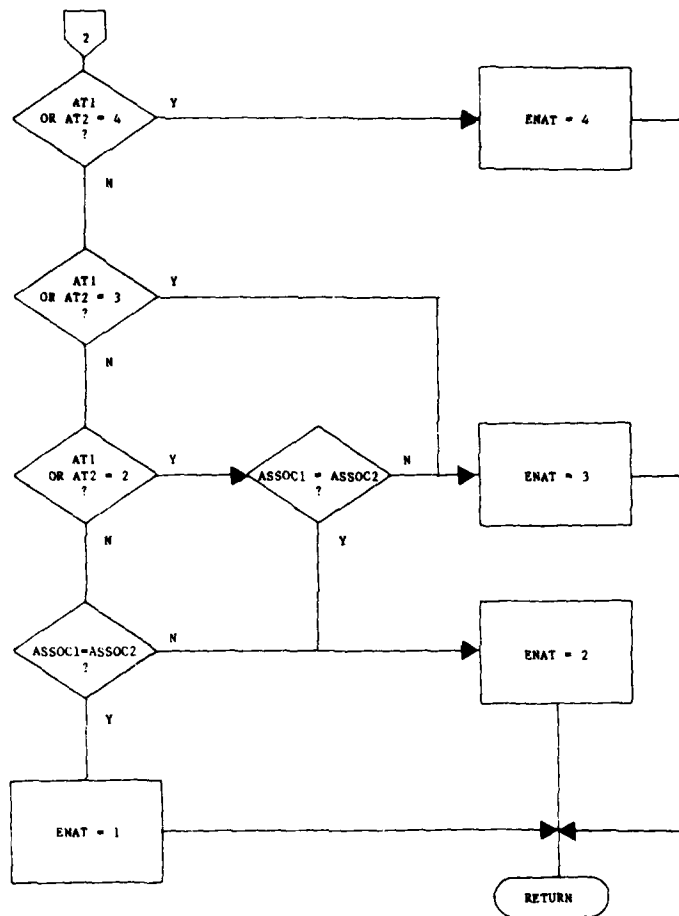 2
AT1
OR AT2 = 4
?
Y
ENAT = 4
N
AT1
OR AT2 = 3
?
Y
N
AT1
OR AT2 = 2
?
Y
ASSOC1 = ASSOC2
?
N
ENAT = 3
N
Y
ASSOC1=ASSOC2
?
N
ENAT = 2
Y
ENAT = 1
RETURN